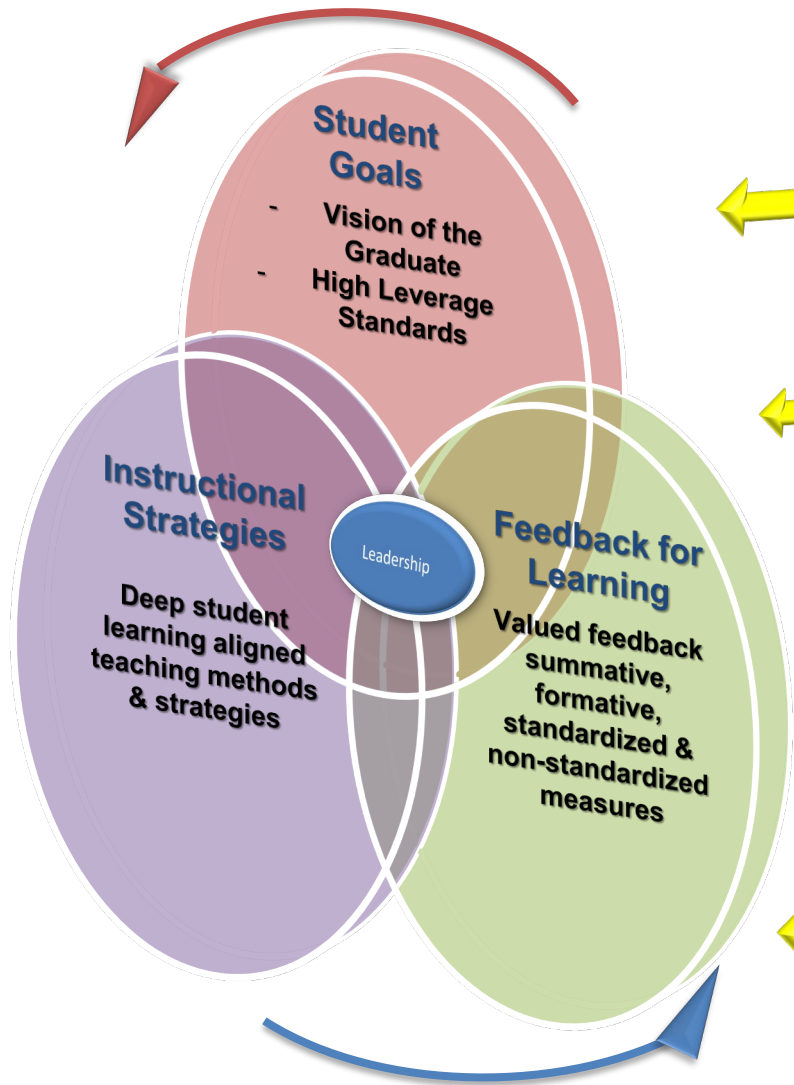 Student
Goals
- Vision of the
Graduate
- High Leverage
Standards
Instructional
Strategies
Deep student
learning aligned
teaching methods
& strategies
Leadership
Feedback for
Learning
Valued feedback
summative,
formative,
standardized &
non-standardized
measures